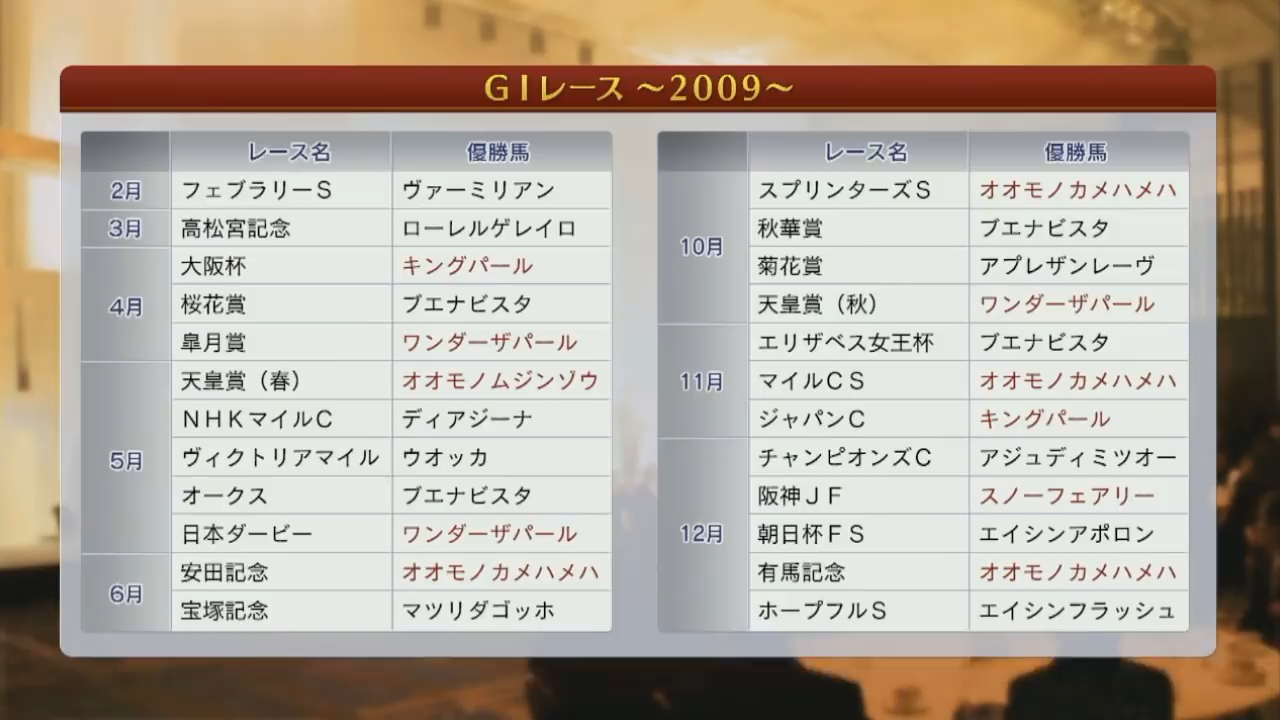 GIレース ～2009～
レース名 優勝馬
2月 フェブラリーS ヴァーミリアン
3月 高松宮記念 ローレルゲレイロ
4月 大阪杯 キングパール
桜花賞 ブエナビスタ
皐月賞 ワンダーザパール
5月 天皇賞（春） オオモノムジンゾウ
NHKマイルC ディアジーナ
ヴィクトリアマイル ウオッカ
オークス ブエナビスタ
日本ダービー ワンダーザパール
6月 安田記念 オオモノカメハメハ
宝塚記念 マツリダゴッホ
レース名 優勝馬
10月 スプリンターズS オオモノカメハメハ
秋華賞 ブエナビスタ
菊花賞 アプレザンレーヴ
天皇賞（秋） ワンダーザパール
11月 エリザベス女王杯 ブエナビスタ
マイルCS オオモノカメハメハ
ジャパンC キングパール
12月 チャンピオンズC アジュディミツオー
阪神JF スノーフェアリー
朝日杯FS エイシンアポロン
有馬記念 オオモノカメハメハ
ホープフルS エイシンフラッシュ